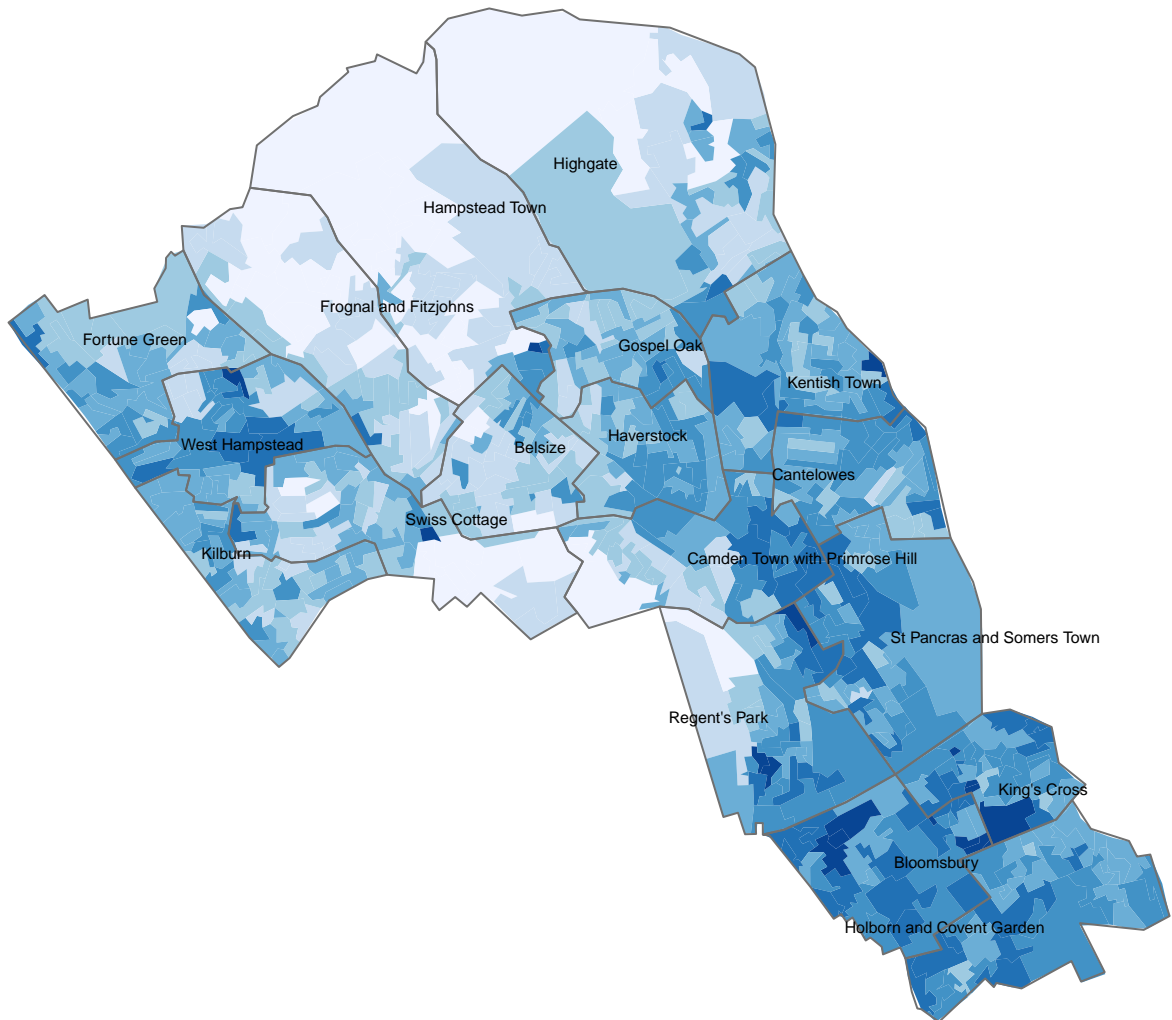 Highgate
Hampstead Town
Frognal and Fitzjohns
Fortune Green
Gospel Oak
Kentish Town
West Hampstead
Haverstock
Belsize
Cantelowes
Swiss Cottage
Kilburn
Camden Town with Primrose Hill
St Pancras and Somers Town
Regent's Park
King's Cross
Bloomsbury
Holborn and Covent Garden